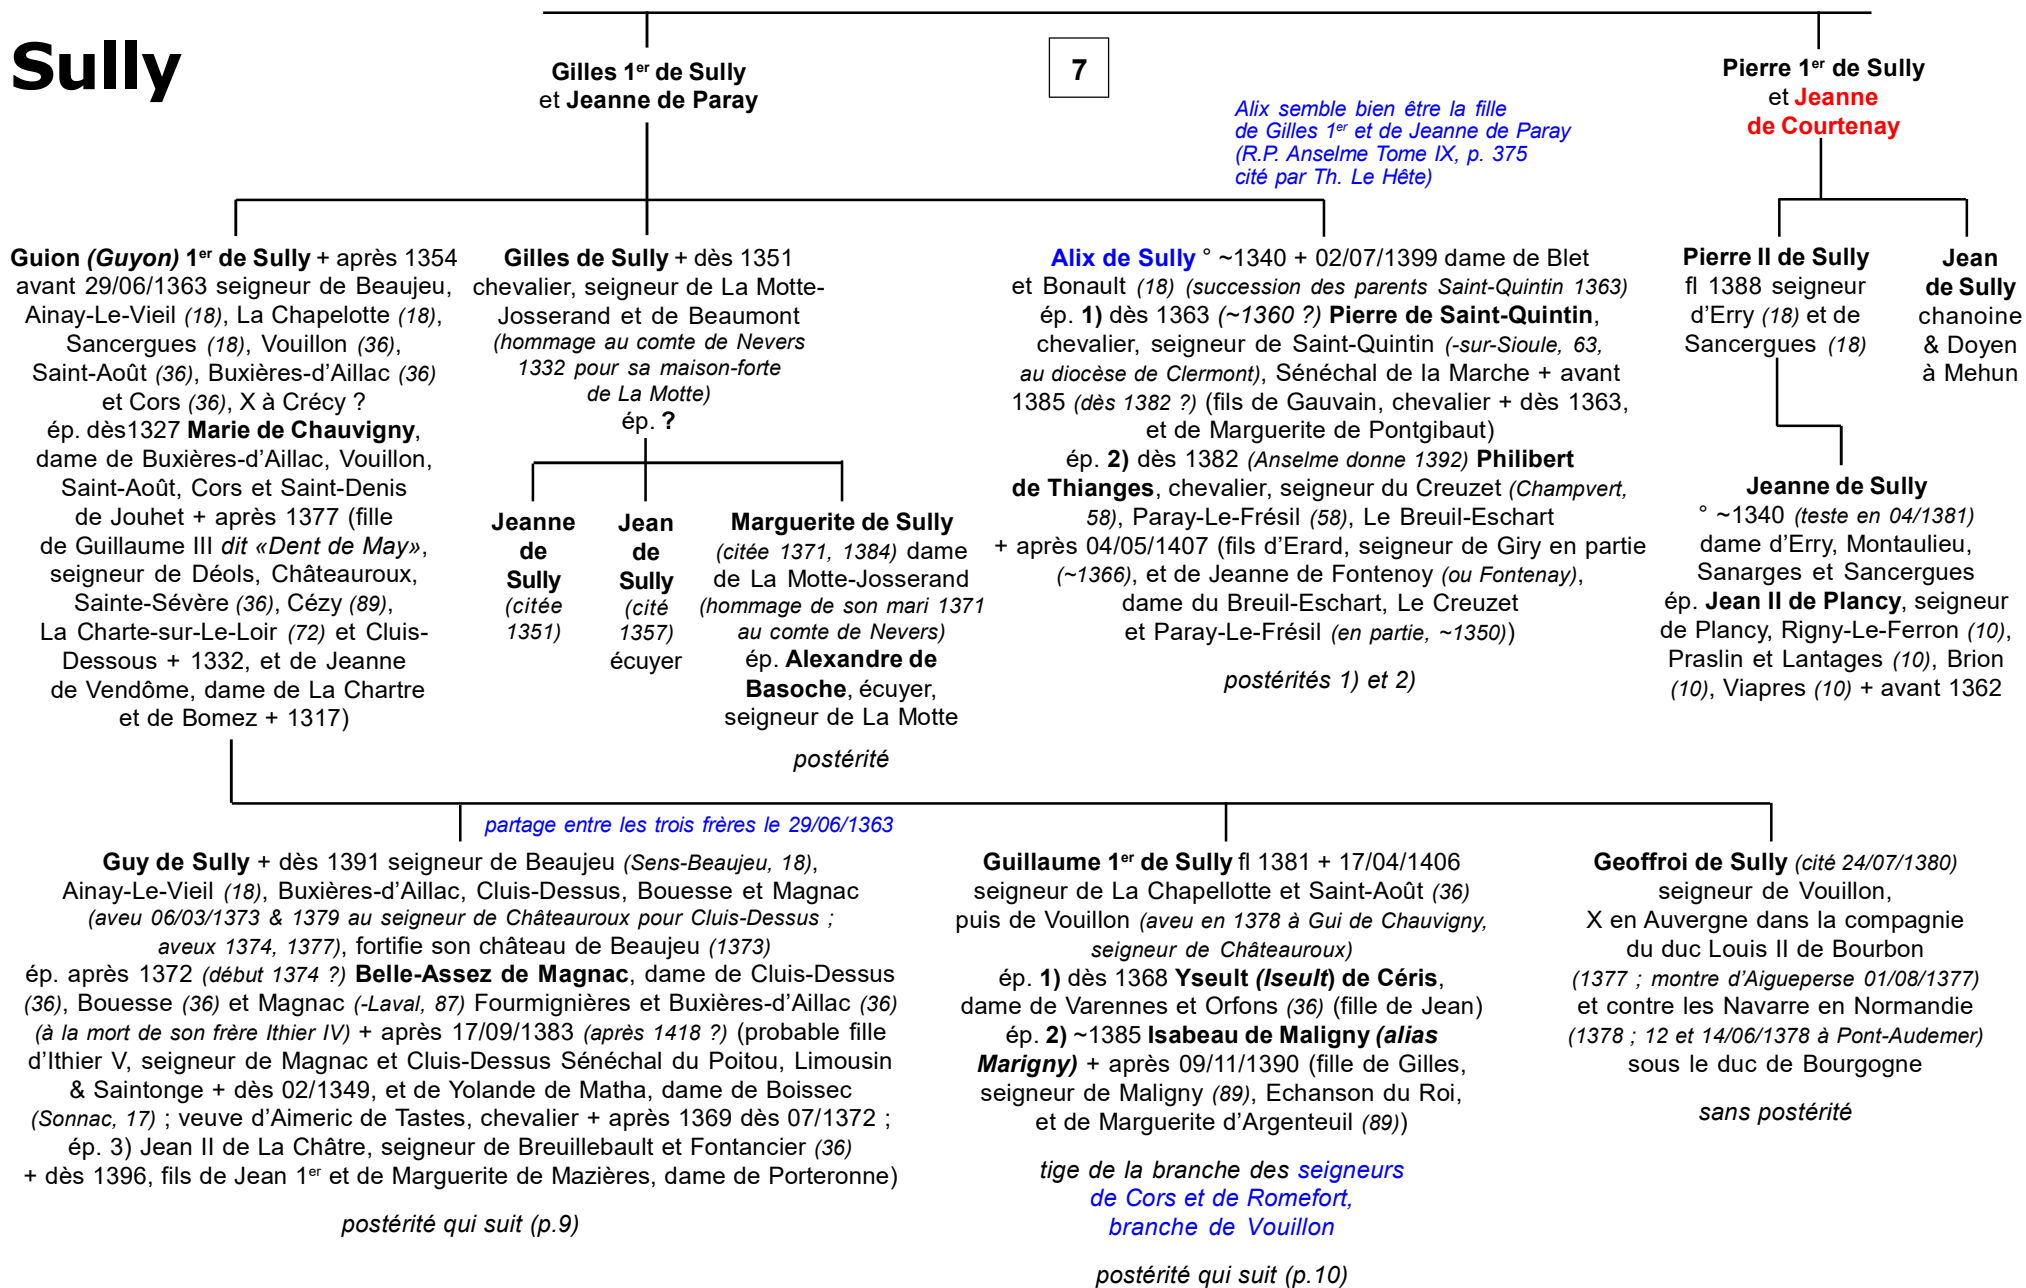 Sully
Gilles 1er de Sully
et Jeanne de Paray
7
Pierre 1er de Sully
et Jeanne
de Courtenay
Alix semble bien être la fille
de Gilles 1er et de Jeanne de Paray
(R.P. Anselme Tome IX, p. 375
cité par Th. Le Hête)
Guion (Guyon) 1er de Sully + après 1354
avant 29/06/1363 seigneur de Beaujeu,
Ainay-Le-Vieil (18), La Chapelotte (18),
Sancergues (18), Vouillon (36),
Saint-Août (36), Buxières-d'Aillac (36)
et Cors (36), X à Crécy ?
ép. dès1327 Marie de Chauvigny,
dame de Buxières-d'Aillac, Vouillon,
Saint-Août, Cors et Saint-Denis
de Jouhet + après 1377 (fille
de Guillaume III dit «Dent de May»,
seigneur de Déols, Châteauroux,
Sainte-Sévère (36), Cézy (89),
La Charte-sur-Le-Loir (72) et Cluis-
Dessous + 1332, et de Jeanne
de Vendôme, dame de La Chartre
et de Bomez + 1317)
Gilles de Sully + dès 1351
chevalier, seigneur de La Motte-
Josserand et de Beaumont
(hommage au comte de Nevers
1332 pour sa maison-forte
de La Motte)
ép. ?
Jeanne
de
Sully
(citée
1351)
Jean
de
Sully
(cité
1357)
écuyer
Marguerite de Sully
(citée 1371, 1384) dame
de La Motte-Josserand
(hommage de son mari 1371
au comte de Nevers)
ép. Alexandre de
Basoche, écuyer,
seigneur de La Motte
postérité
Alix de Sully ° ~1340 + 02/07/1399 dame de Blet
et Bonault (18) (succession des parents Saint-Quintin 1363)
ép. 1) dès 1363 (~1360 ?) Pierre de Saint-Quintin,
chevalier, seigneur de Saint-Quintin (-sur-Sioule, 63,
au diocèse de Clermont), Sénéchal de la Marche + avant
1385 (dès 1382 ?) (fils de Gauvain, chevalier + dès 1363,
et de Marguerite de Pontgibaut)
ép. 2) dès 1382 (Anselme donne 1392) Philibert
de Thianges, chevalier, seigneur du Creuzet (Champvert,
58), Paray-Le-Frésil (58), Le Breuil-Eschart
+ après 04/05/1407 (fils d'Erard, seigneur de Giry en partie
(~1366), et de Jeanne de Fontenoy (ou Fontenay),
dame du Breuil-Eschart, Le Creuzet
et Paray-Le-Frésil (en partie, ~1350))
postérités 1) et 2)
Pierre II de Sully
fl 1388 seigneur
d'Erry (18) et de
Sancergues (18)
Jean
de Sully
chanoine
& Doyen
à Mehun
Jeanne de Sully
° ~1340 (teste en 04/1381)
dame d'Erry, Montaulieu,
Sanarges et Sancergues
ép. Jean II de Plancy, seigneur
de Plancy, Rigny-Le-Ferron (10),
Praslin et Lantages (10), Brion
(10), Viapres (10) + avant 1362
partage entre les trois frères le 29/06/1363
Guy de Sully + dès 1391 seigneur de Beaujeu (Sens-Beaujeu, 18),
Ainay-Le-Vieil (18), Buxières-d'Aillac, Cluis-Dessus, Bouesse et Magnac
(aveu 06/03/1373 & 1379 au seigneur de Châteauroux pour Cluis-Dessus ;
aveux 1374, 1377), fortifie son château de Beaujeu (1373)
ép. après 1372 (début 1374 ?) Belle-Assez de Magnac, dame de Cluis-Dessus
(36), Bouesse (36) et Magnac (-Laval, 87) Fourmignières et Buxières-d'Aillac (36)
(à la mort de son frère Ithier IV) + après 17/09/1383 (après 1418 ?) (probable fille
d'Ithier V, seigneur de Magnac et Cluis-Dessus Sénéchal du Poitou, Limousin
& Saintonge + dès 02/1349, et de Yolande de Matha, dame de Boissec
(Sonnac, 17) ; veuve d'Aimeric de Tastes, chevalier + après 1369 dès 07/1372 ;
ép. 3) Jean II de La Châtre, seigneur de Breuillebault et Fontancier (36)
+ dès 1396, fils de Jean 1er et de Marguerite de Mazières, dame de Porteronne)
postérité qui suit (p.9)
Guillaume 1er de Sully fl 1381 + 17/04/1406
seigneur de La Chapellotte et Saint-Août (36)
puis de Vouillon (aveu en 1378 à Gui de Chauvigny,
seigneur de Châteauroux)
ép. 1) dès 1368 Yseult (Iseult) de Céris,
dame de Varennes et Orfons (36) (fille de Jean)
ép. 2) ~1385 Isabeau de Maligny (alias
Marigny) + après 09/11/1390 (fille de Gilles,
seigneur de Maligny (89), Echanson du Roi,
et de Marguerite d'Argenteuil (89))
tige de la branche des seigneurs
de Cors et de Romefort,
branche de Vouillon
postérité qui suit (p.10)
Geoffroi de Sully (cité 24/07/1380)
seigneur de Vouillon,
X en Auvergne dans la compagnie
du duc Louis II de Bourbon
(1377 ; montre d'Aigueperse 01/08/1377)
et contre les Navarre en Normandie
(1378 ; 12 et 14/06/1378 à Pont-Audemer)
sous le duc de Bourgogne
sans postérité